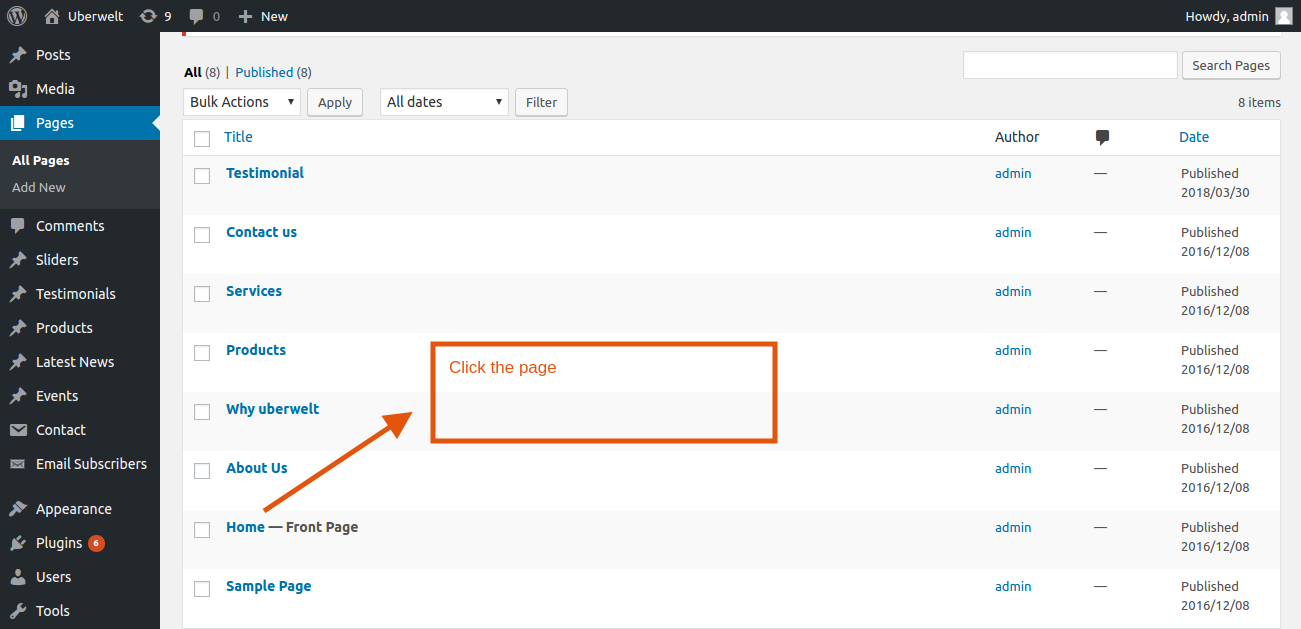 Uberwelt 9 0 New Howdy, admin
Posts
Media
Pages
All Pages
Add New
Comments
Sliders
Testimonials
Products
Latest News
Events
Contact
Email Subscribers
Appearance
Plugins 6
Users
Tools
All (8) | Published (8)
Search Pages
Bulk Actions Apply All dates Filter 8 items
Title Author Date
Testimonial admin — Published
2018/03/30
Contact us admin — Published
2016/12/08
Services admin — Published
2016/12/08
Products admin — Published
2016/12/08
Click the page
Why uberwelt admin — Published
2016/12/08
About Us admin — Published
2016/12/08
Home — Front Page admin — Published
2016/12/08
Sample Page admin — Published
2016/12/08